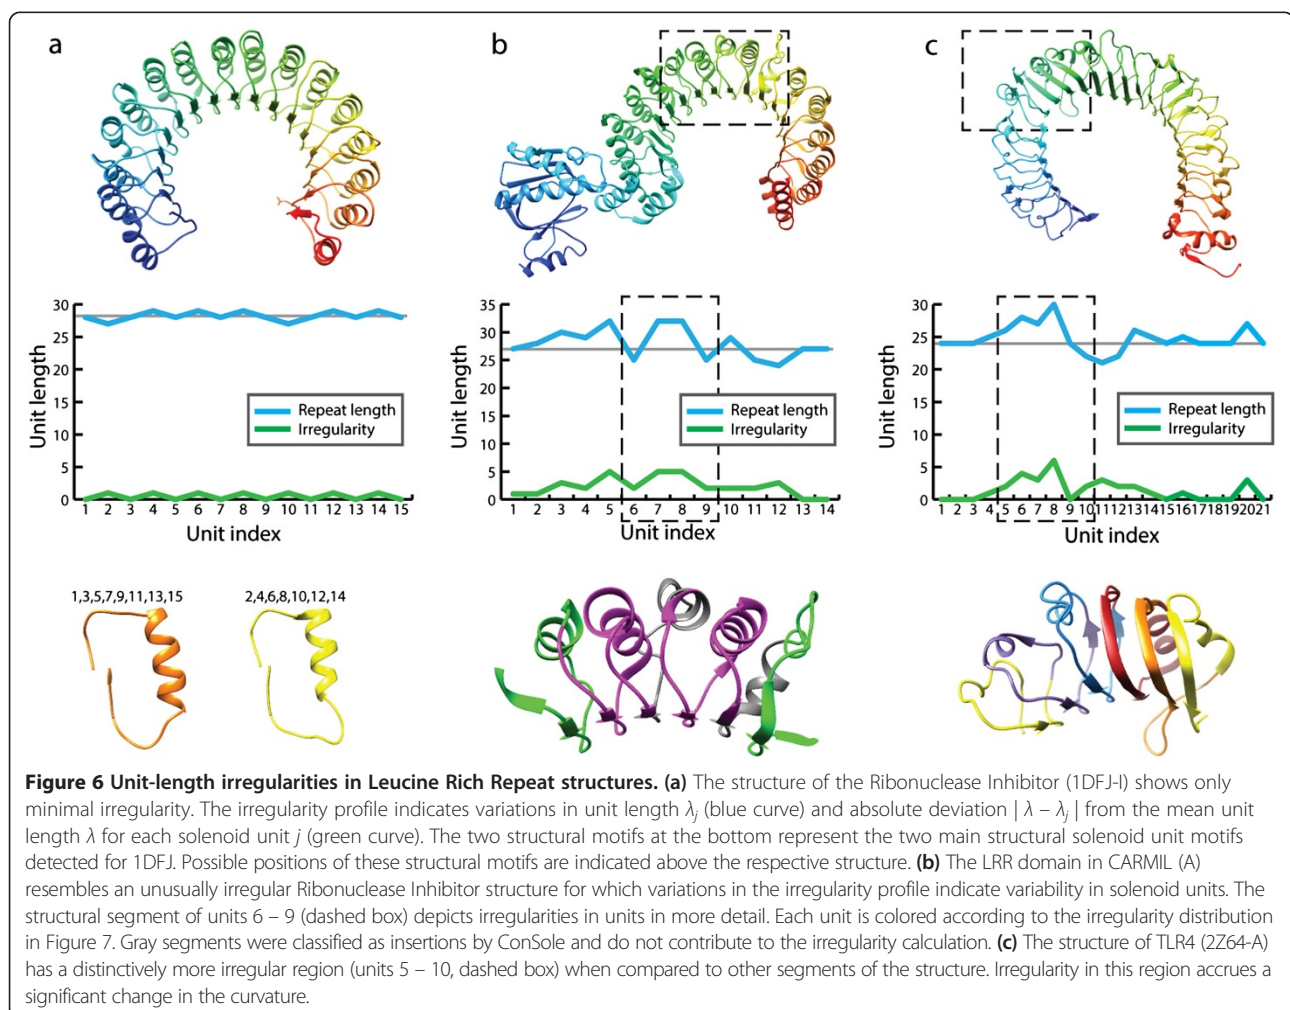 a
b
c
30
25
20
15
10
5
0
Unit length
Repeat length
Irregularity
1 2 3 4 5 6 7 8 9 10 11 12 13 14 15
Unit index
35
30
25
20
15
10
5
0
Unit length
Repeat length
Irregularity
1 2 3 4 5 6 7 8 9 10 11 12 13 14
Unit index
30
25
20
15
10
5
0
Unit length
Repeat length
Irregularity
1 2 3 4 5 6 7 8 9 10 11 12 13 14 15 16 17 18 19 20 21
Unit index
1,3,5,7,9,11,13,15
2,4,6,8,10,12,14
Figure 6 Unit-length irregularities in Leucine Rich Repeat structures. (a) The structure of the Ribonuclease Inhibitor (1DFJ-I) shows only
minimal irregularity. The irregularity profile indicates variations in unit length λj (blue curve) and absolute deviation | λ – λj | from the mean unit
length λ for each solenoid unit j (green curve). The two structural motifs at the bottom represent the two main structural solenoid unit motifs
detected for 1DFJ. Possible positions of these structural motifs are indicated above the respective structure. (b) The LRR domain in CARMIL (A)
resembles an unusually irregular Ribonuclease Inhibitor structure for which variations in the irregularity profile indicate variability in solenoid units. The
structural segment of units 6 – 9 (dashed box) depicts irregularities in units in more detail. Each unit is colored according to the irregularity distribution
in Figure 7. Gray segments were classified as insertions by ConSole and do not contribute to the irregularity calculation. (c) The structure of TLR4 (2Z64-A)
has a distinctively more irregular region (units 5 – 10, dashed box) when compared to other segments of the structure. Irregularity in this region accrues a
significant change in the curvature.